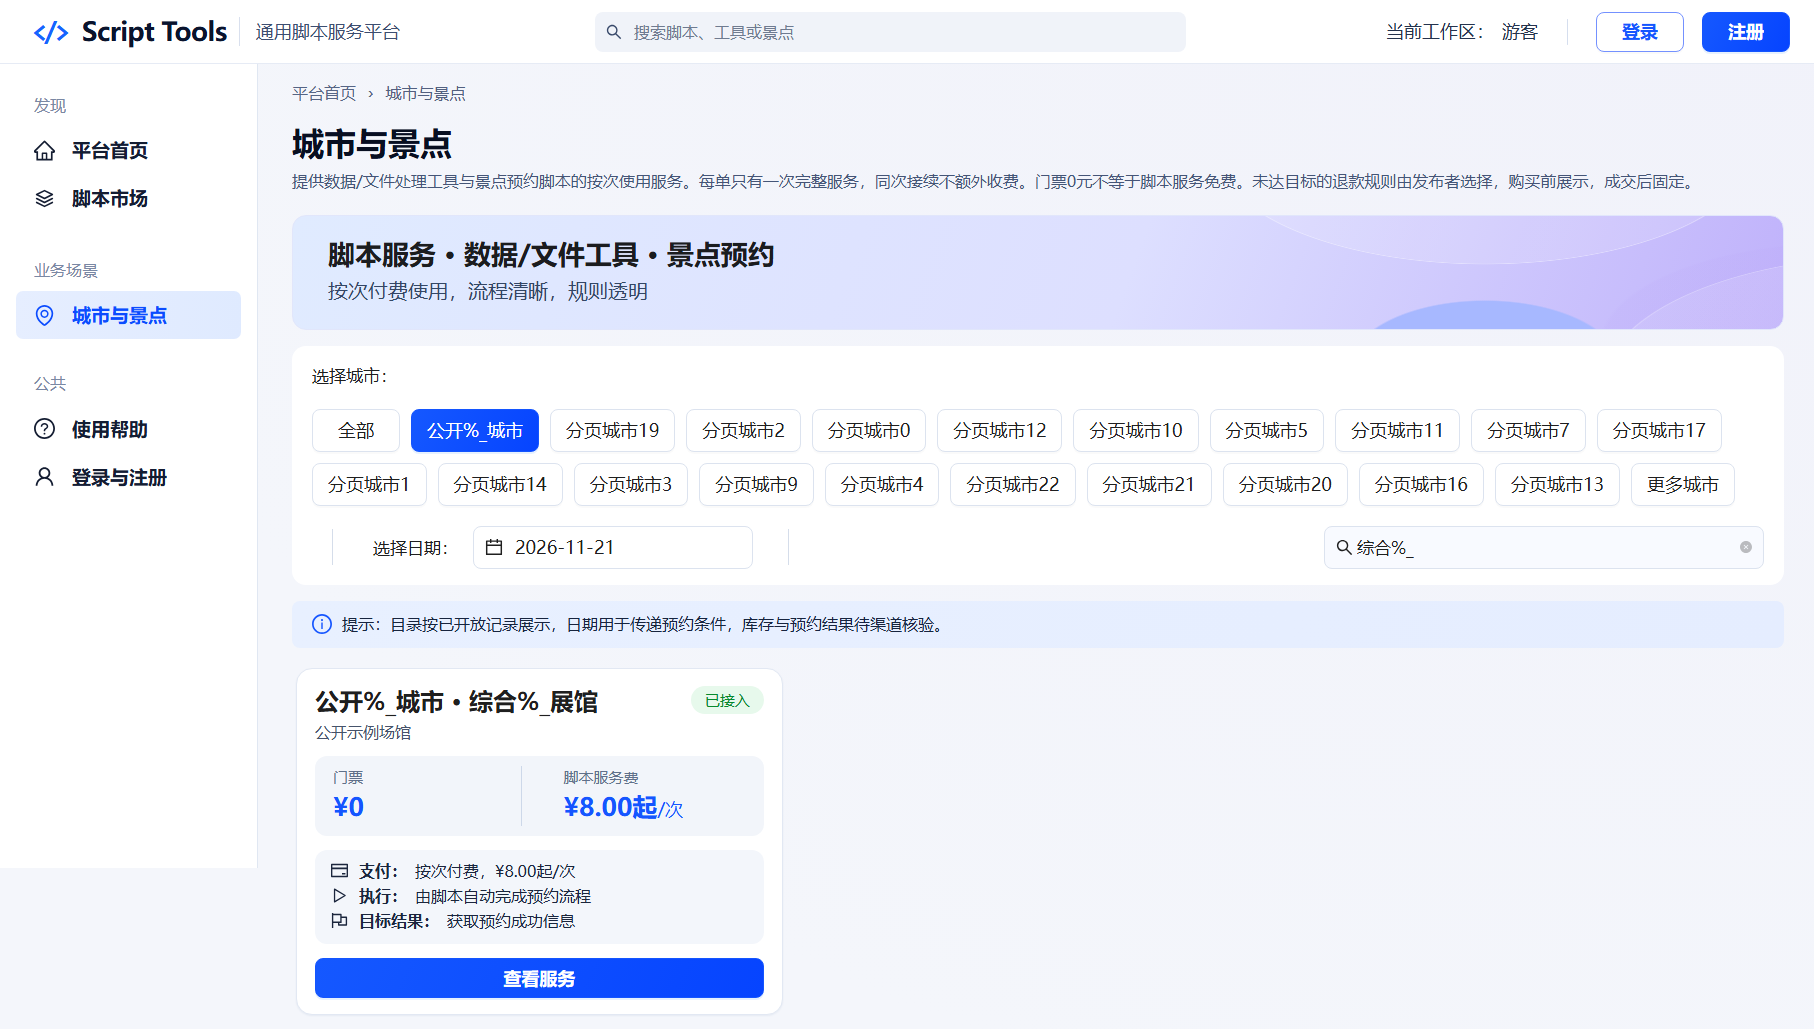 </> Script Tools
通用脚本服务平台
搜索脚本、工具或景点
当前工作区： 游客
登录
注册
发现
平台首页
脚本市场
业务场景
城市与景点
公共
使用帮助
登录与注册
平台首页 › 城市与景点
城市与景点
提供数据/文件处理工具与景点预约脚本的按次使用服务。每单只有一次完整服务，同次接续不额外收费。门票0元不等于脚本服务免费。未达目标的退款规则由发布者选择，购买前展示，成交后固定。
脚本服务・数据/文件工具・景点预约
按次付费使用，流程清晰，规则透明
选择城市：
全部 公开%_城市 分页城市19 分页城市2 分页城市0 分页城市12 分页城市10 分页城市5 分页城市11 分页城市7 分页城市17
分页城市1 分页城市14 分页城市3 分页城市9 分页城市4 分页城市22 分页城市21 分页城市20 分页城市16 分页城市13 更多城市
选择日期： 2026-11-21 综合%_
提示：目录按已开放记录展示，日期用于传递预约条件，库存与预约结果待渠道核验。
公开%_城市・综合%_展馆 已接入
公开示例场馆
门票 脚本服务费
¥0 ¥8.00起/次
支付： 按次付费，¥8.00起/次
执行： 由脚本自动完成预约流程
目标结果： 获取预约成功信息
查看服务